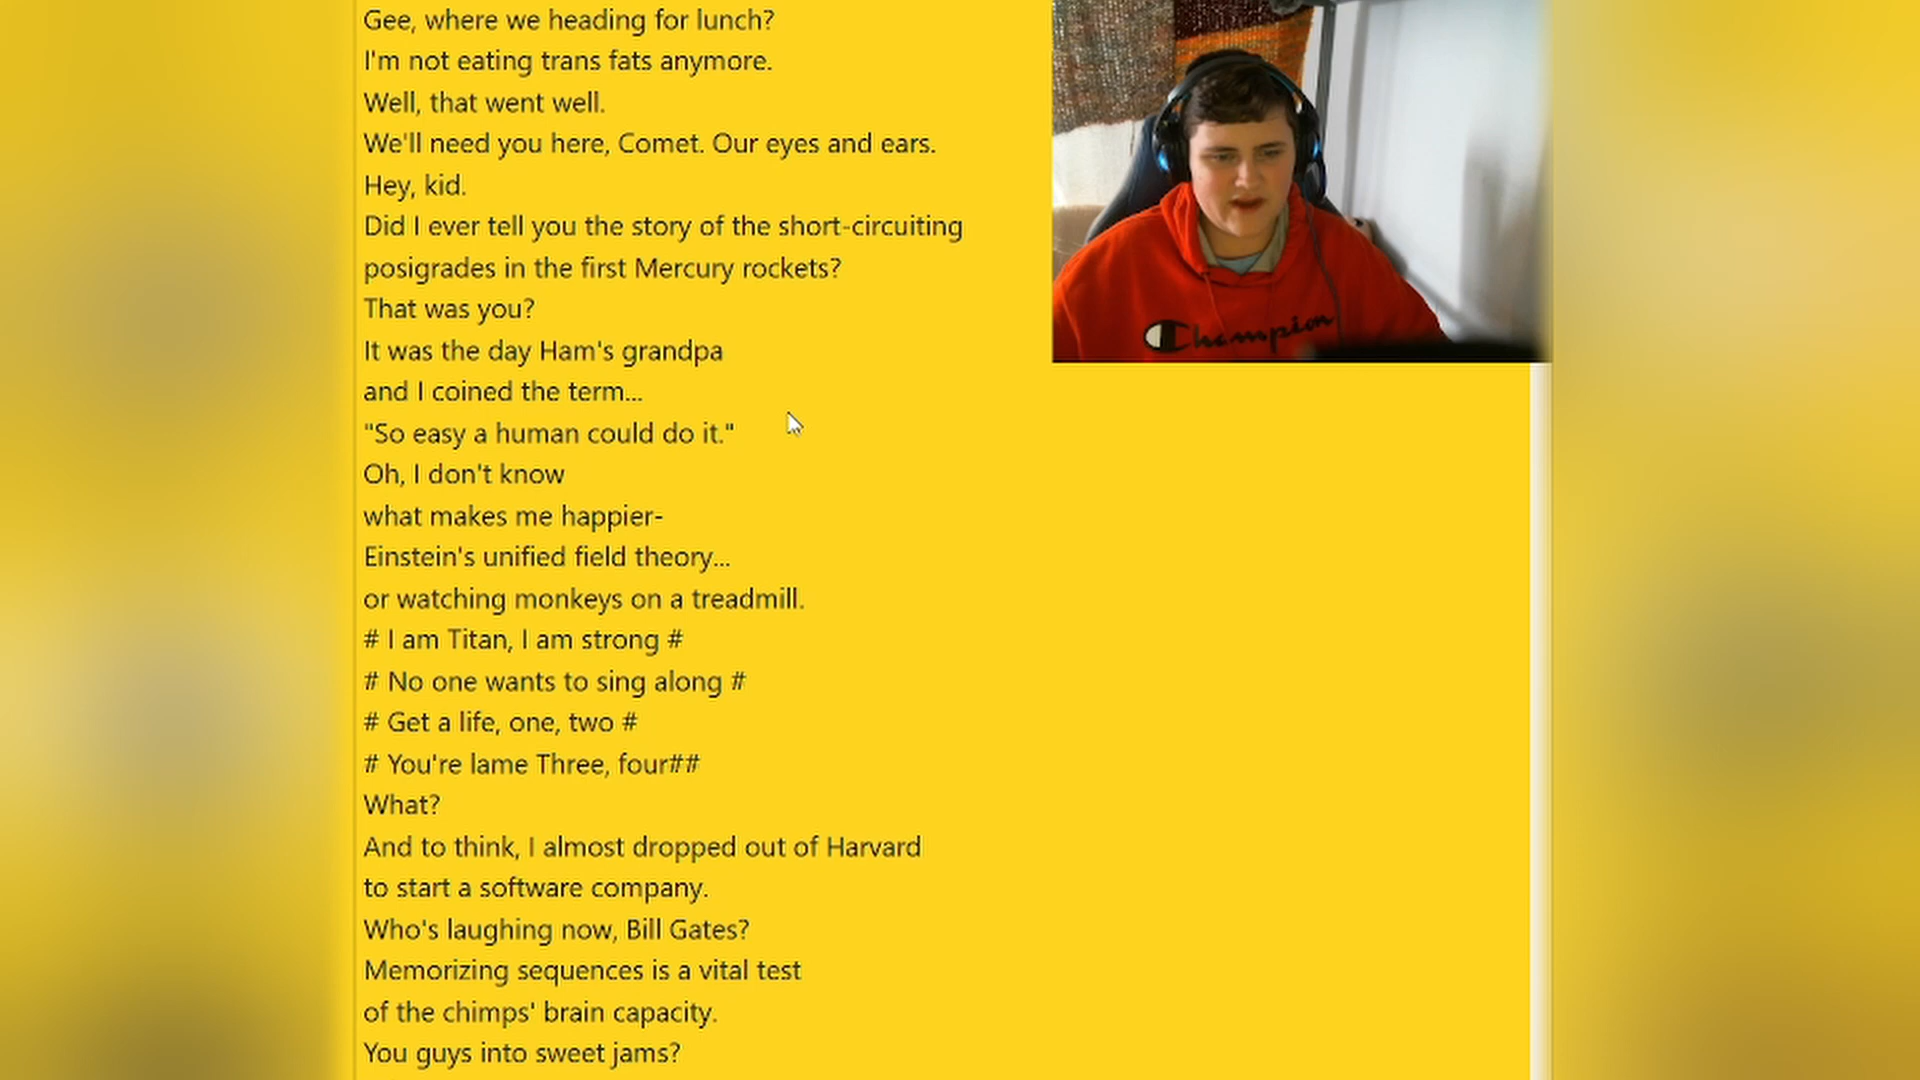 Gee, where we heading for lunch?
I'm not eating trans fats anymore.
Well, that went well.
We'll need you here, Comet. Our eyes and ears.
Hey, kid.
Did I ever tell you the story of the short-circuiting
posigrades in the first Mercury rockets?
That was you?
It was the day Ham's grandpa
and I coined the term...
"So easy a human could do it."
Oh, I don't know
what makes me happier-
Einstein's unified field theory...
or watching monkeys on a treadmill.
# I am Titan, I am strong #
# No one wants to sing along #
# Get a life, one, two #
# You're lame Three, four##
What?
And to think, I almost dropped out of Harvard
to start a software company.
Who's laughing now, Bill Gates?
Memorizing sequences is a vital test
of the chimps' brain capacity.
You guys into sweet jams?
Champion